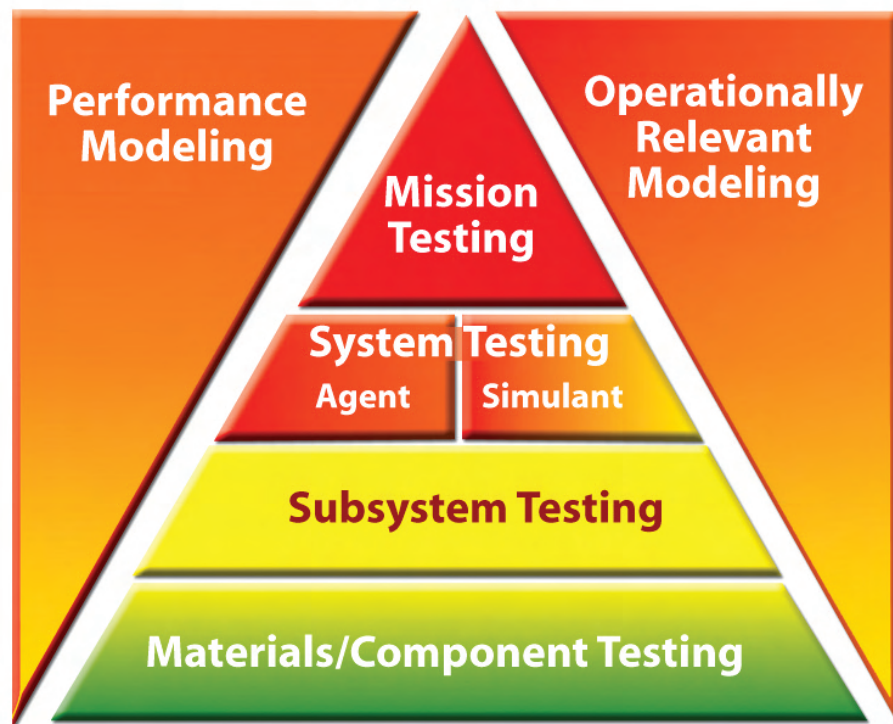 Performance
Modeling
Operationally
Relevant
Modeling
Mission
Testing
System Testing
Agent
Simulant
Subsystem Testing
Materials/Component Testing